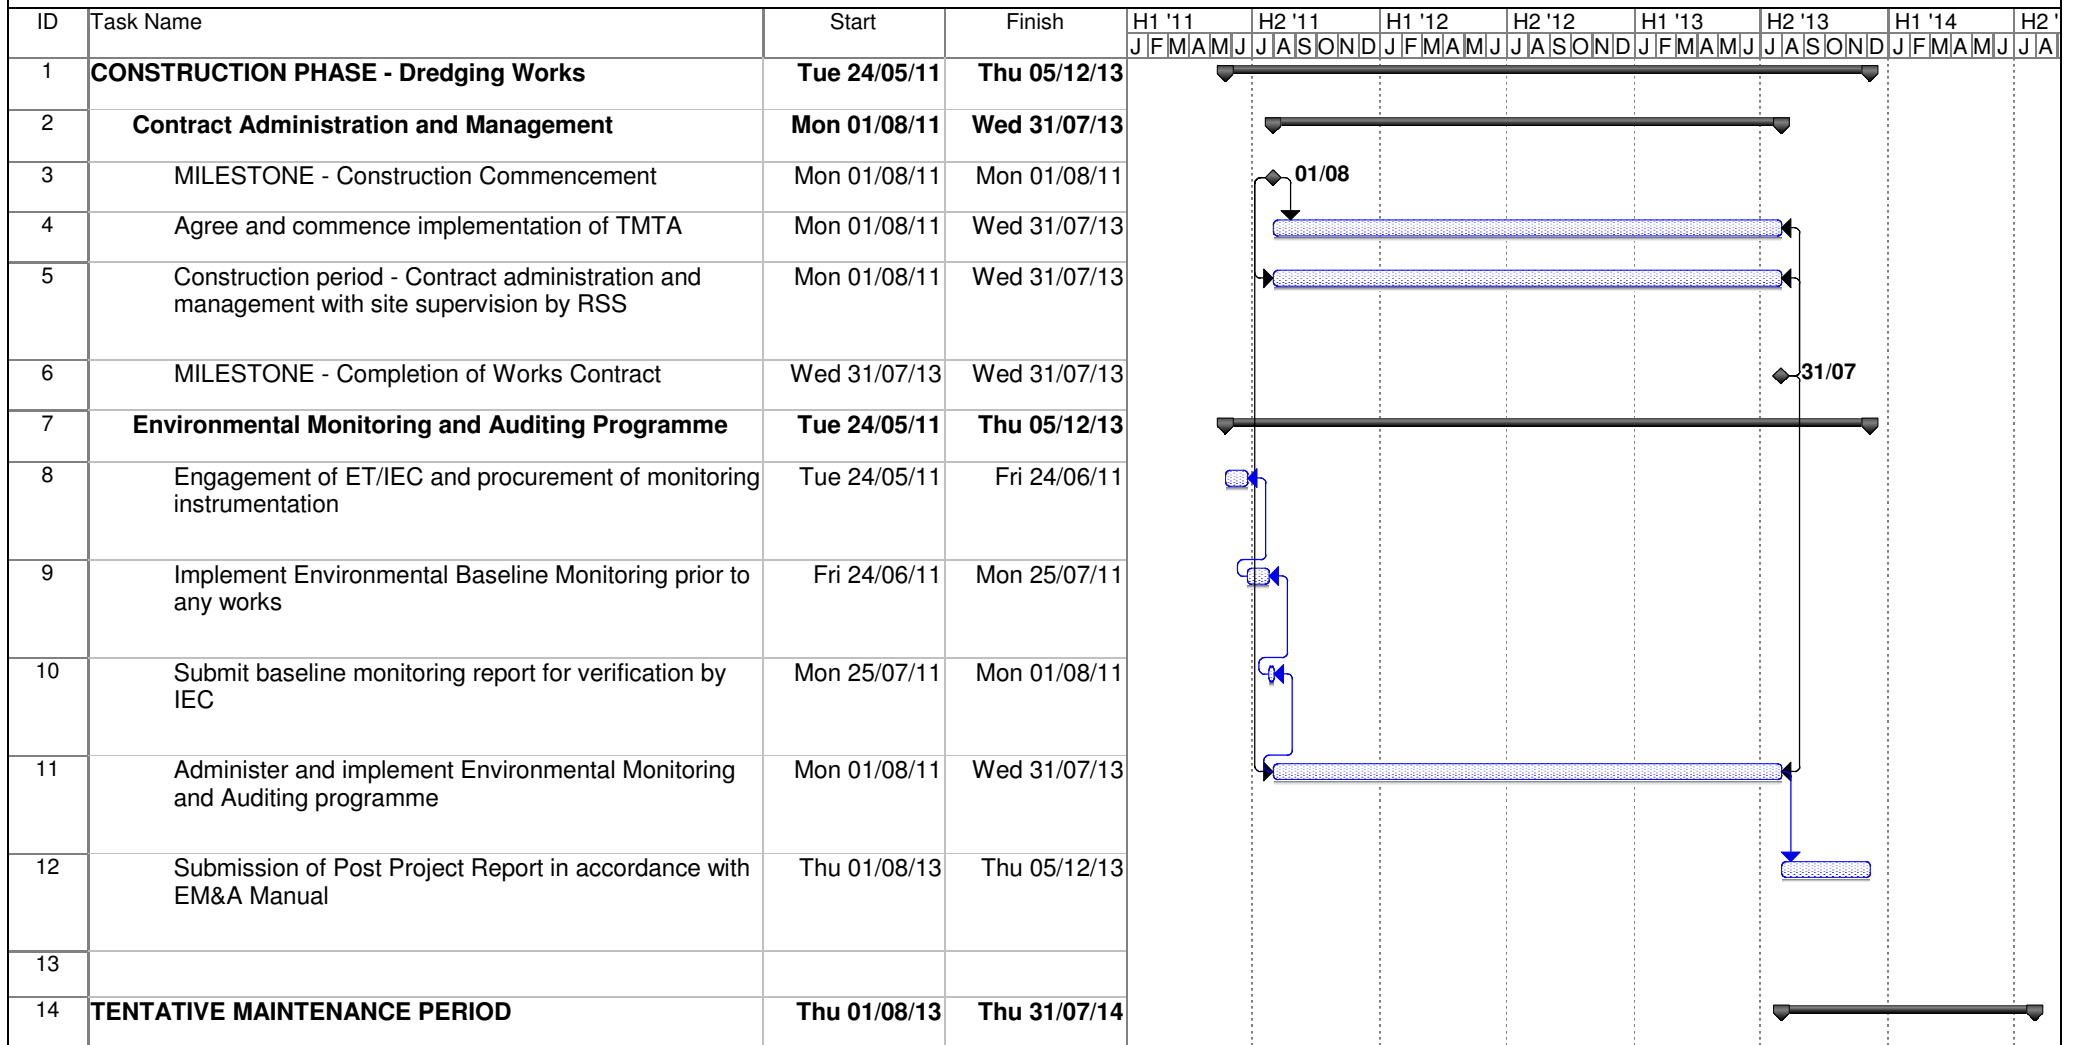 ID Task Name Start Finish H1 '11 H2 '11 H1 '12 H2 '12 H1 '13 H2 '13 H1 '14 H2 '
J F M A M J J A S O N D J F M A M J J A S O N D J F M A M J J A S O N D J F M A M J J A
1 CONSTRUCTION PHASE - Dredging Works Tue 24/05/11 Thu 05/12/13
2 Contract Administration and Management Mon 01/08/11 Wed 31/07/13
3 MILESTONE - Construction Commencement Mon 01/08/11 Mon 01/08/11 01/08
4 Agree and commence implementation of TMTA Mon 01/08/11 Wed 31/07/13
5 Construction period - Contract administration and Mon 01/08/11 Wed 31/07/13
management with site supervision by RSS
6 MILESTONE - Completion of Works Contract Wed 31/07/13 Wed 31/07/13 31/07
7 Environmental Monitoring and Auditing Programme Tue 24/05/11 Thu 05/12/13
8 Engagement of ET/IEC and procurement of monitoring Tue 24/05/11 Fri 24/06/11
instrumentation
9 Implement Environmental Baseline Monitoring prior to Fri 24/06/11 Mon 25/07/11
any works
10 Submit baseline monitoring report for verification by Mon 25/07/11 Mon 01/08/11
IEC
11 Administer and implement Environmental Monitoring Mon 01/08/11 Wed 31/07/13
and Auditing programme
12 Submission of Post Project Report in accordance with Thu 01/08/13 Thu 05/12/13
EM&A Manual
13
14 TENTATIVE MAINTENANCE PERIOD Thu 01/08/13 Thu 31/07/14